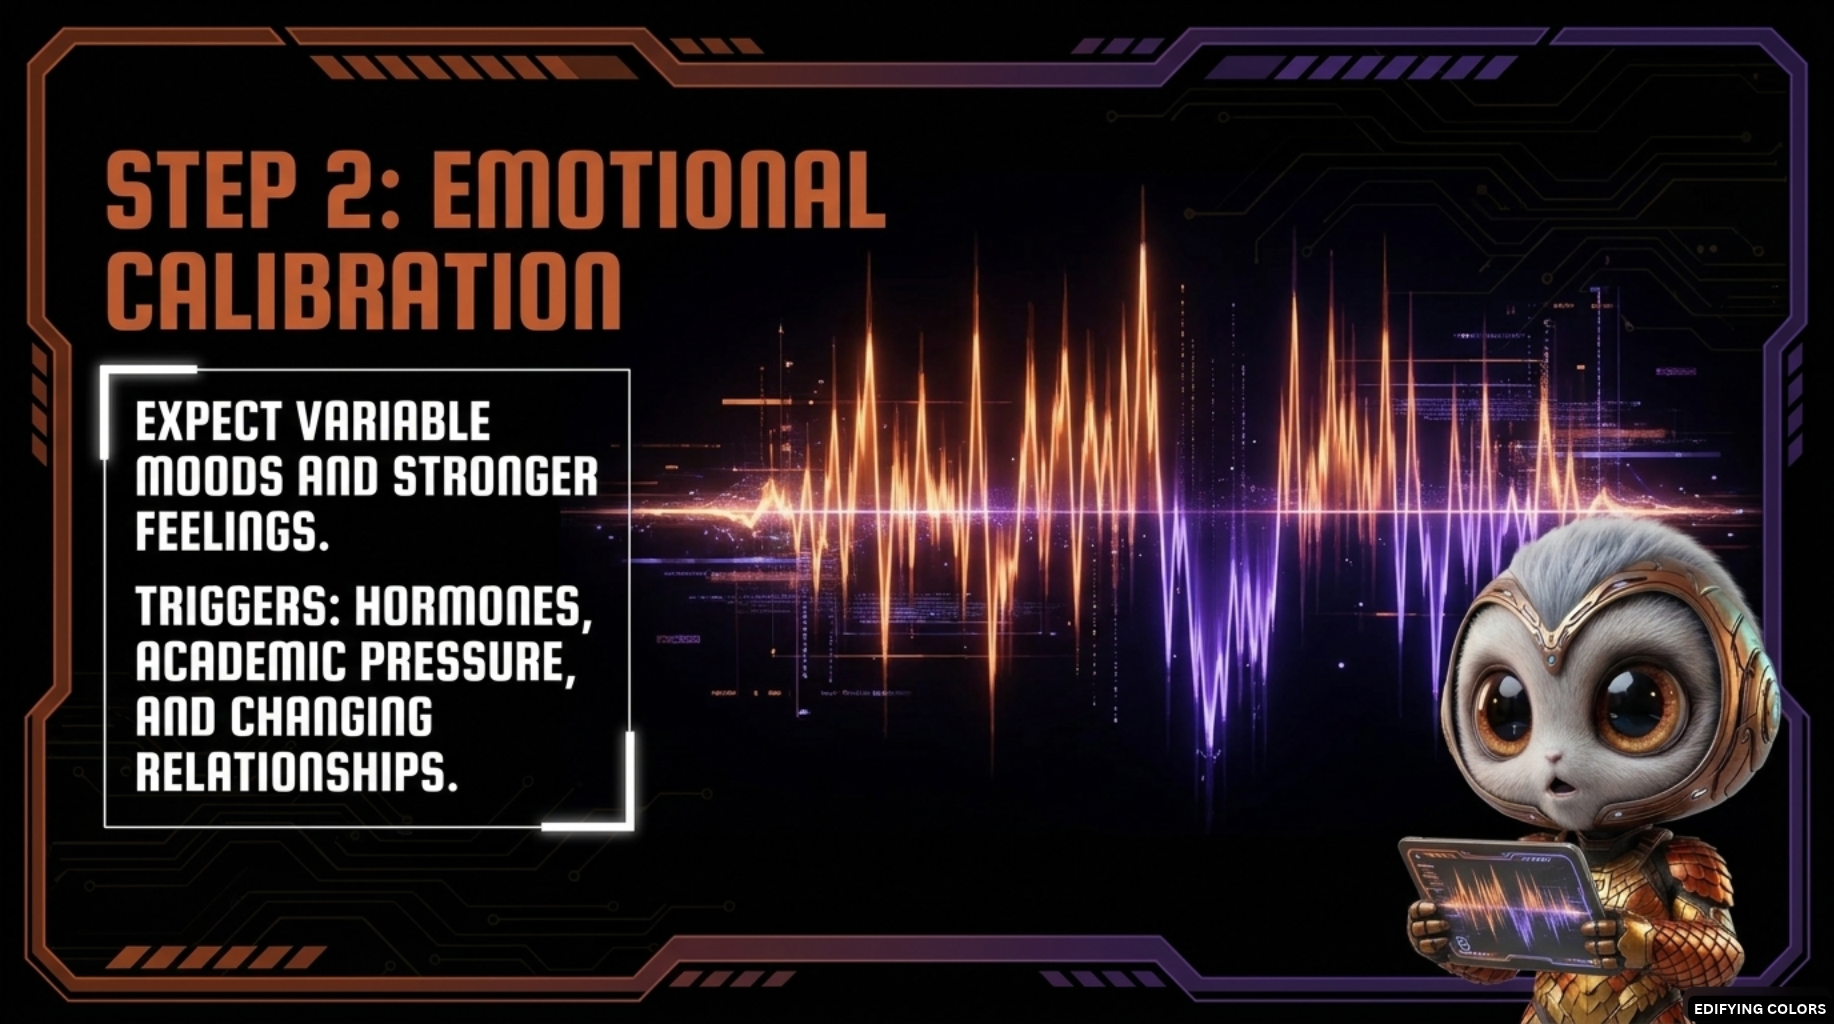 STEP 2: EMOTIONAL
CALIBRATION
EXPECT VARIABLE
MOODS AND STRONGER
FEELINGS.
TRIGGERS: HORMONES,
ACADEMIC PRESSURE,
AND CHANGING
RELATIONSHIPS.
EDIFYING COLORS